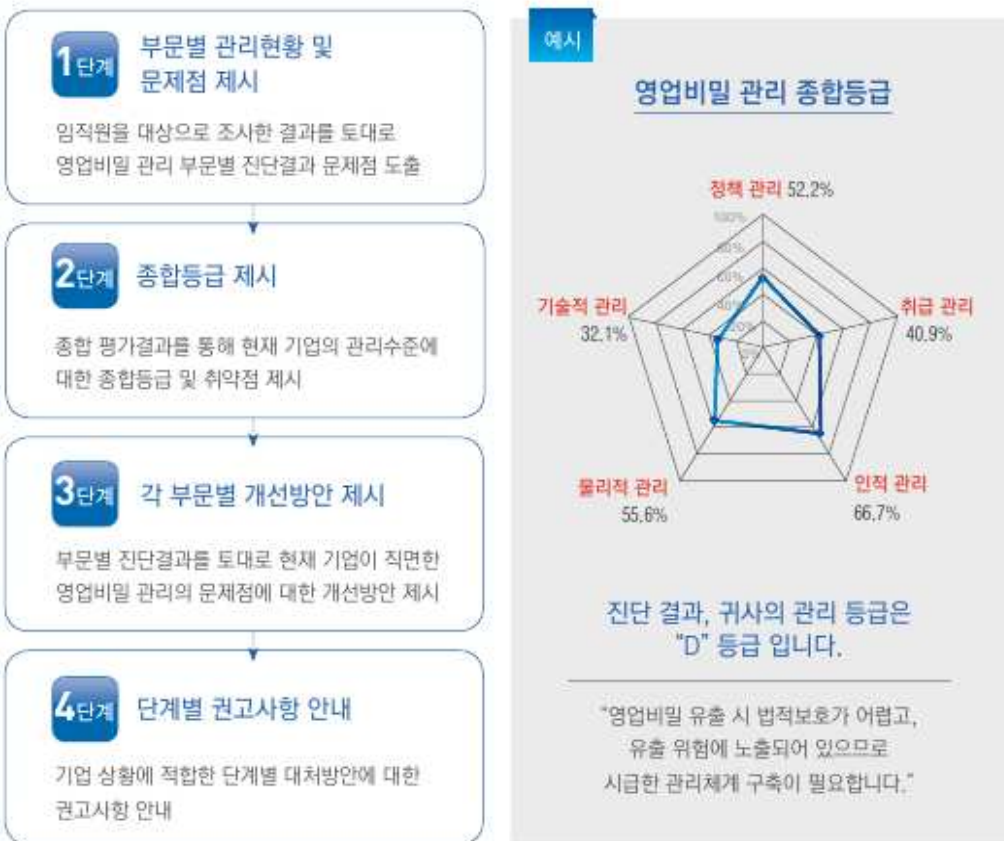 1단계
부문별 관리현황 및
문제점 제시
임직원을 대상으로 조사한 결과를 토대로
영업비밀 관리 부문별 진단결과 문제점 도출
2단계
종합등급 제시
종합 평가결과를 통해 현재 기업의 관리수준에
대한 종합등급 및 취약점 제시
3단계
각 부문별 개선방안 제시
부문별 진단결과를 토대로 현재 기업이 직면한
영업비밀 관리의 문제점에 대한 개선방안 제시
4단계
단계별 권고사항 안내
기업 상황에 적합한 단계별 대처방안에 대한
권고사항 안내
예시
영업비밀 관리 종합등급
정책 관리 52.2%
100%
80%
60%
40%
20%
0%
기술적 관리
32.1%
취급 관리
40.9%
물리적 관리
55.6%
인적 관리
66.7%
진단 결과, 귀사의 관리 등급은
“D” 등급 입니다.
“영업비밀 유출 시 법적보호가 어렵고,
유출 위험에 노출되어 있으므로
시급한 관리체계 구축이 필요합니다.”